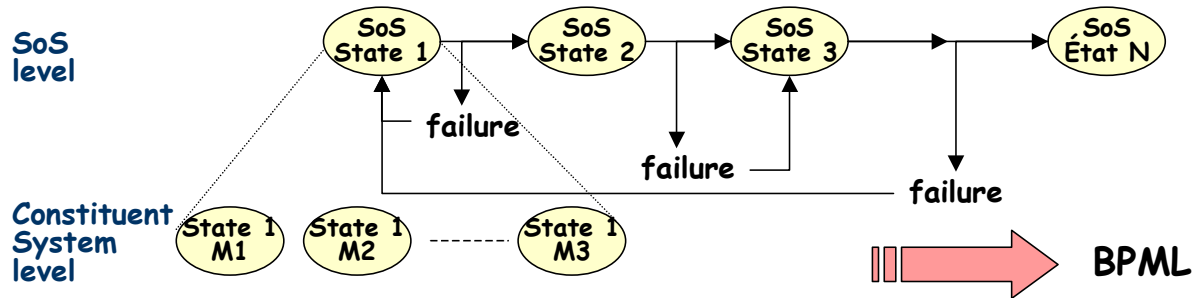 SoS
level
SoS
State 1
SoS
State 2
SoS
State 3
SoS
État N
failure
failure
failure
Constituent
System
level
State 1
M1
State 1
M2
State 1
M3
BPML